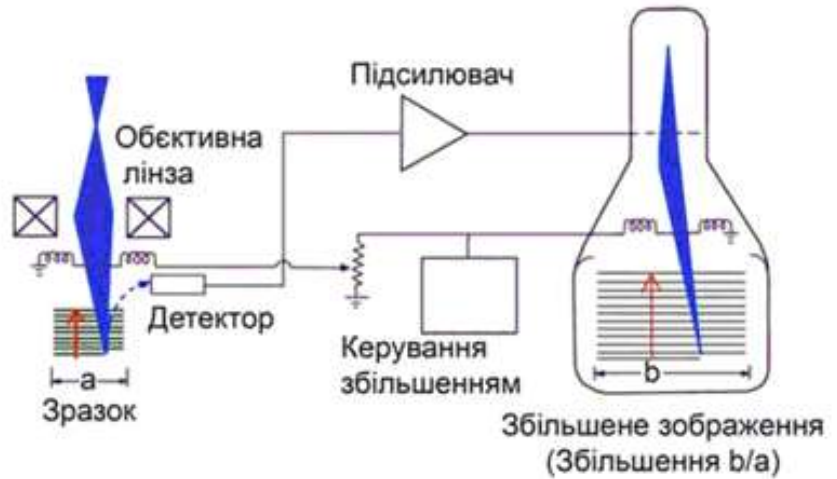 Підсилювач
Обєктивна
лінза
Детектор
a
Зразок
Керування
збільшенням
b
Збільшене зображення
(Збільшення b/a)